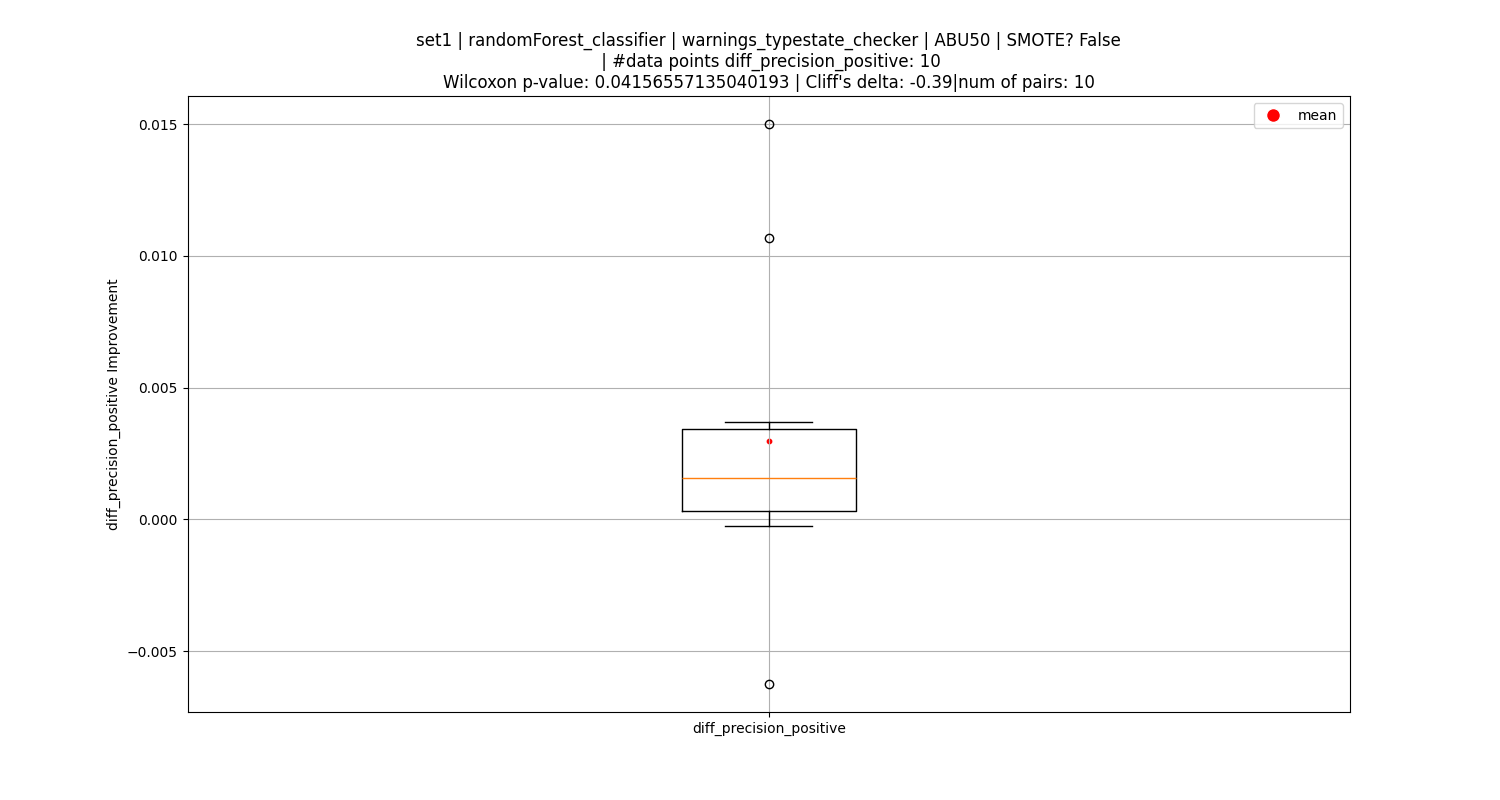 set1 | randomForest_classifier | warnings_typestate_checker | ABU50 | SMOTE? False
| #data points diff_precision_positive: 10
Wilcoxon p-value: 0.04156557135040193 | Cliff's delta: -0.39|num of pairs: 10
mean
0.015
0.010
0.005
0.000
−0.005
diff_precision_positive Improvement
diff_precision_positive